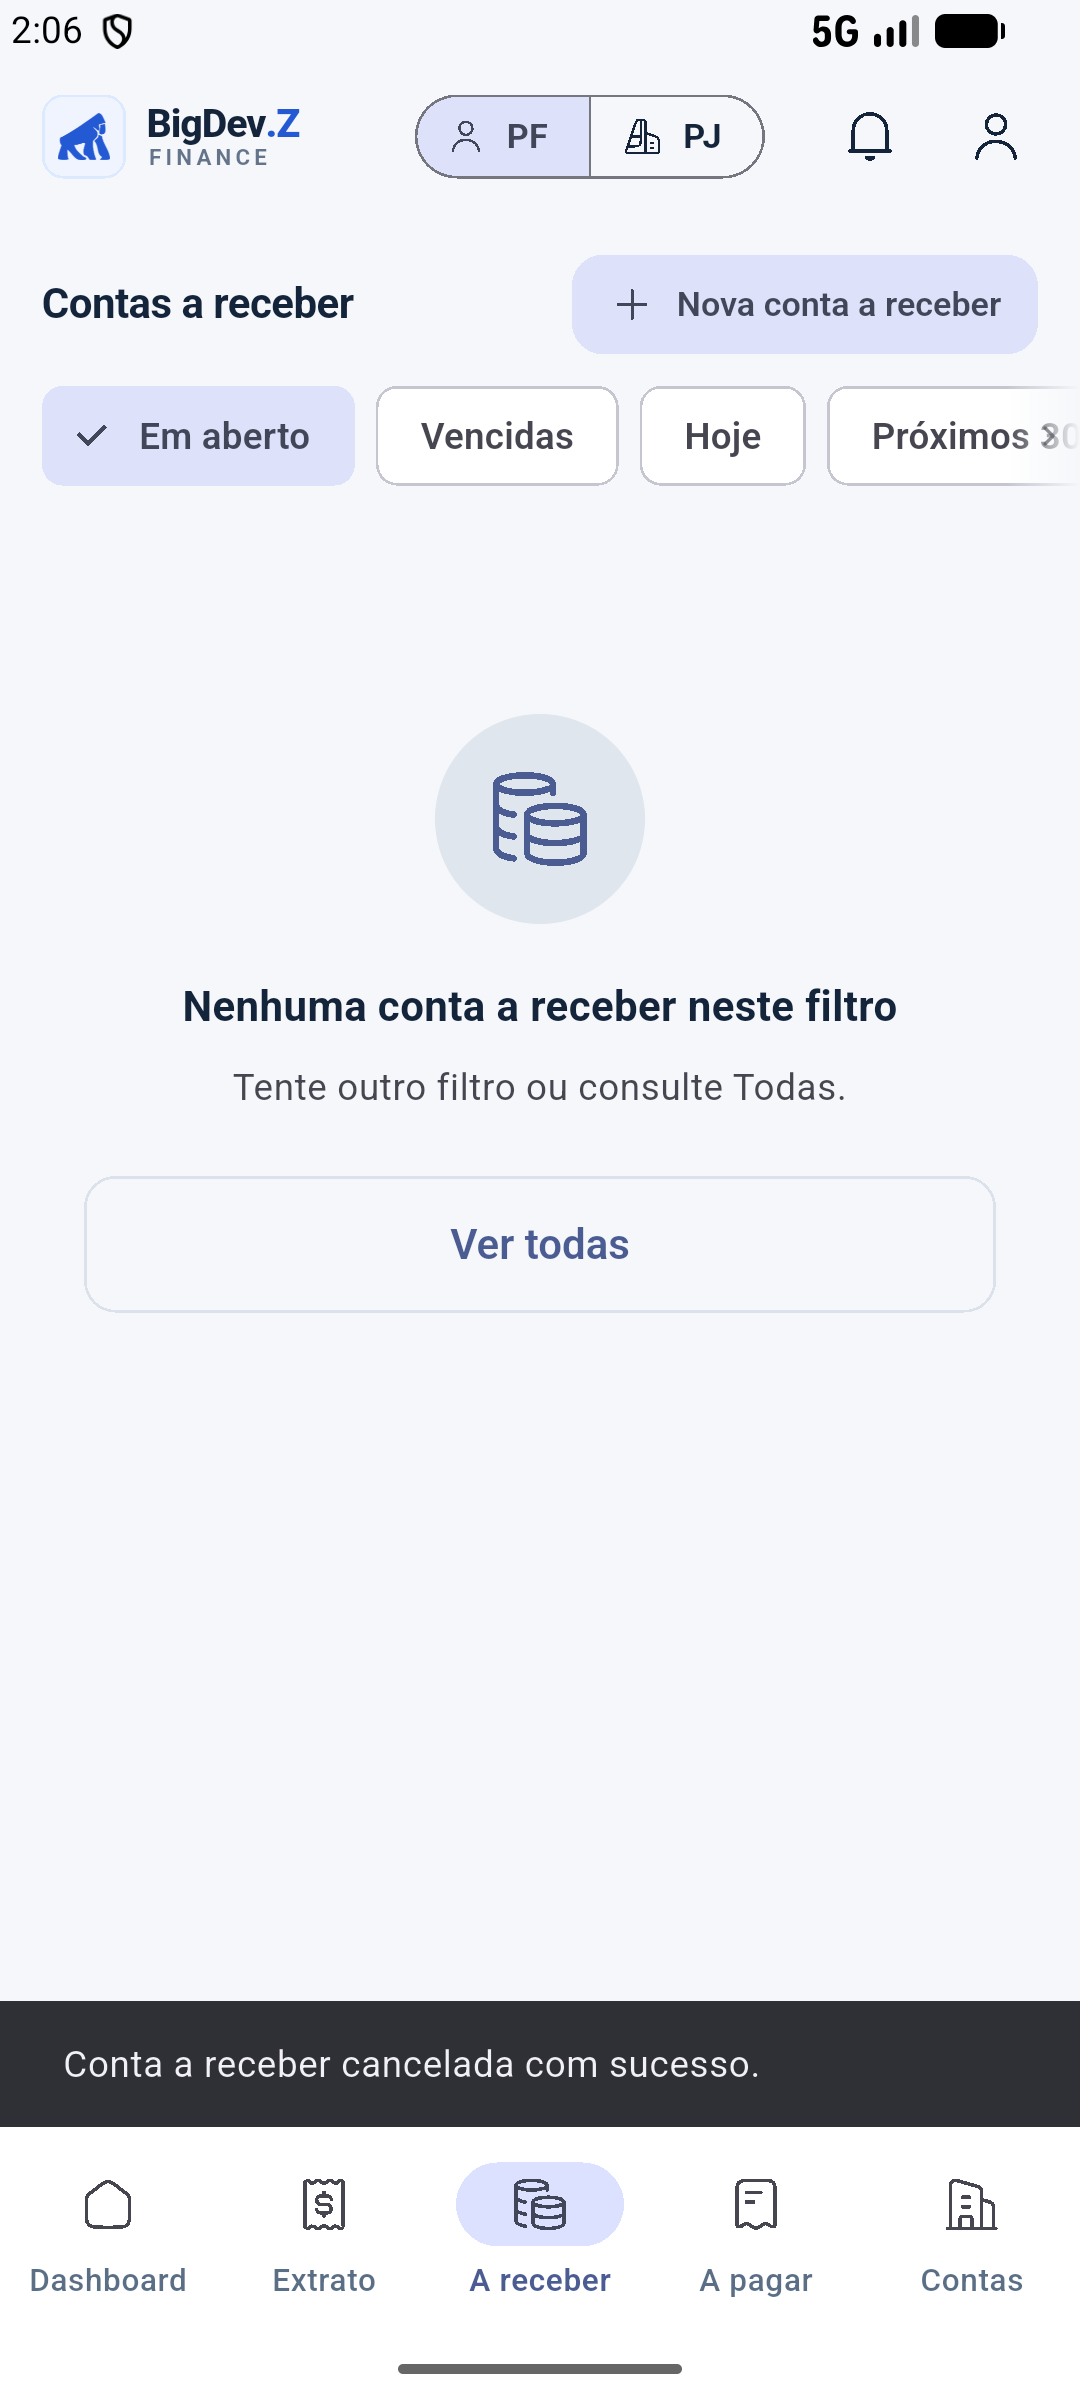 2:06
5G
BigDev.Z
FINANCE
PF
PJ
Contas a receber
Nova conta a receber
Em aberto
Vencidas
Hoje
Próximos 30
Nenhuma conta a receber neste filtro
Tente outro filtro ou consulte Todas.
Ver todas
Conta a receber cancelada com sucesso.
Dashboard
Extrato
A receber
A pagar
Contas